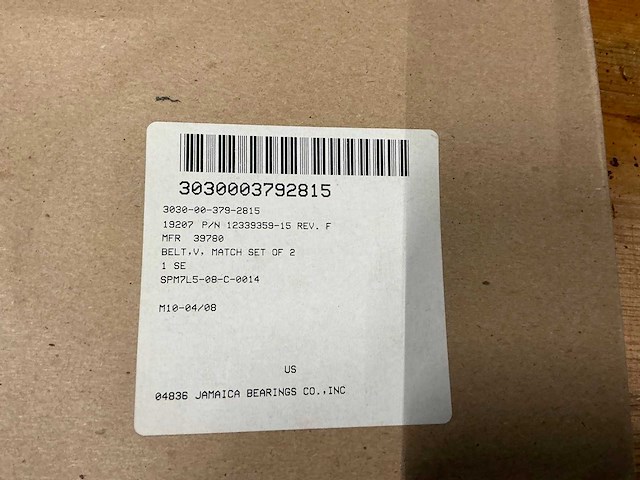 3030003792815
3030-00-379-2815
19207 P/N 12339359-15 REV. F
MFR 39780
BELT,V, MATCH SET OF 2
1 SE
SPM7L5-08-C-0014
M10-04/08
US
04836 JAMAICA BEARINGS CO.,INC